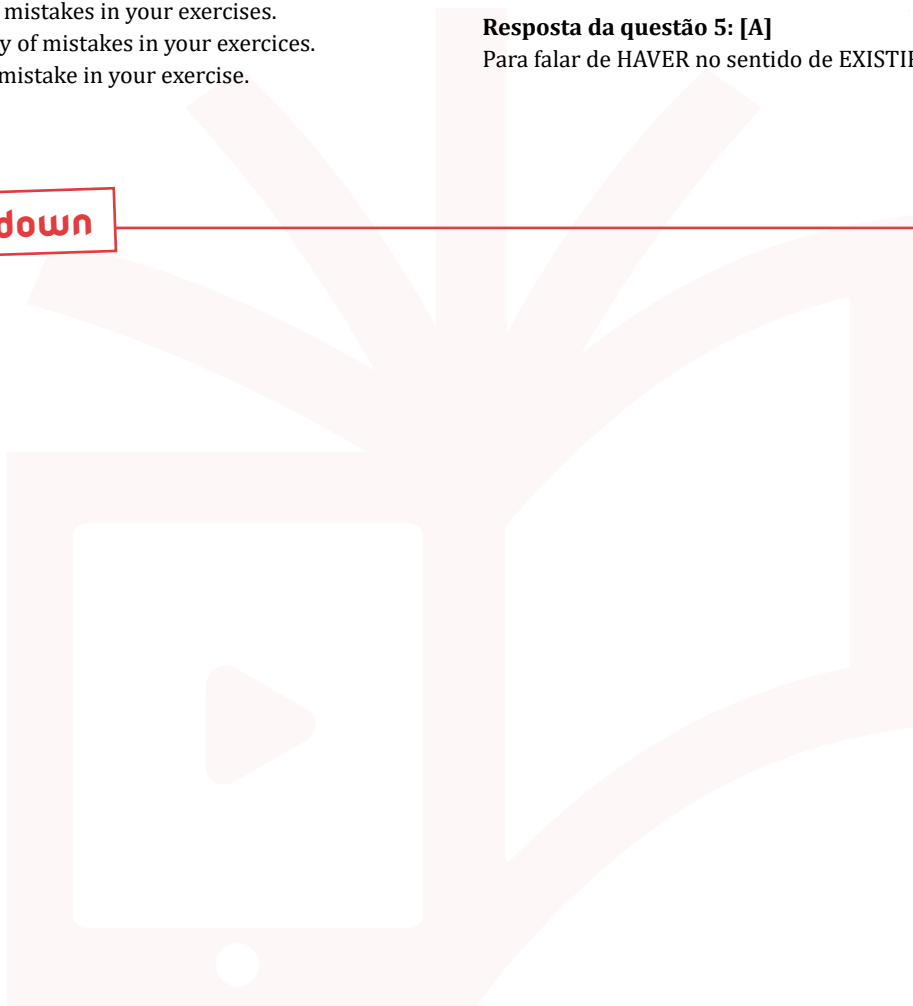 mistakes in your exercises.
y of mistakes in your exercices.
mistake in your exercise.
down
Resposta da questão 5: [A]
Para falar de HAVER no sentido de